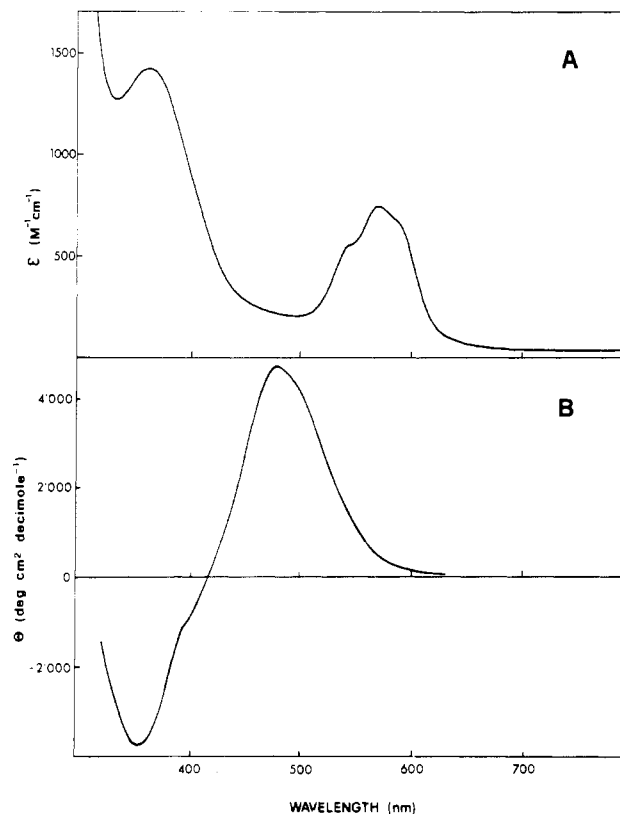 A
1500
1000
500
ε (M⁻¹cm⁻¹)
B
4'000
2'000
0
-2'000
Θ (deg cm² decimole⁻¹)
400 500 600 700
WAVELENGTH (nm)